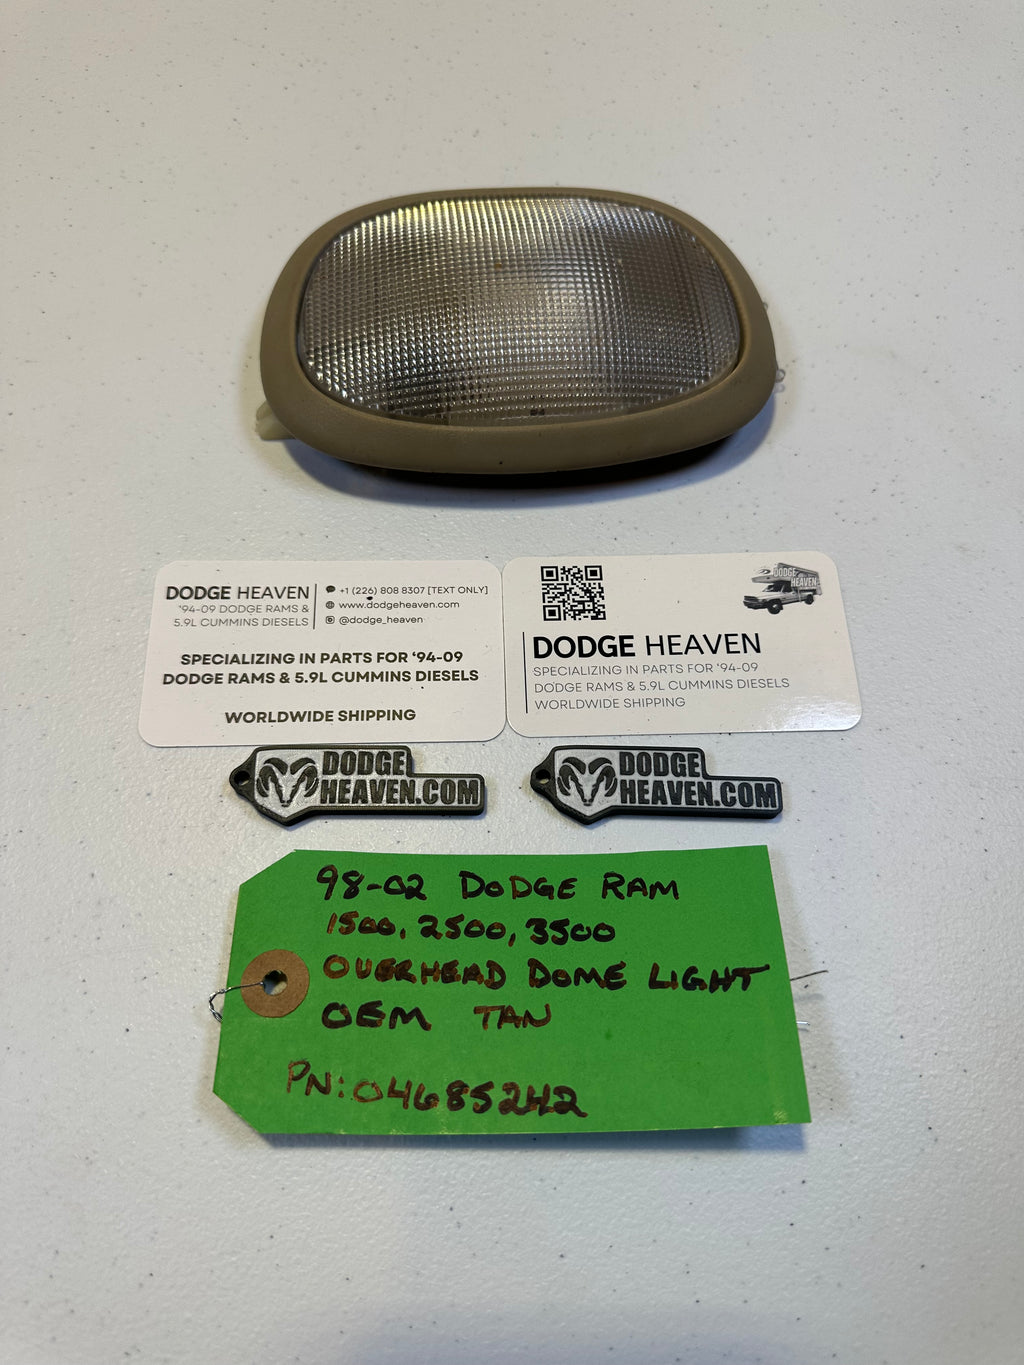 DODGE HEAVEN
'94-09 DODGE RAMS &
5.9L CUMMINS DIESELS
+1 (226) 808 8307 [TEXT ONLY]
www.dodgeheaven.com
@dodge_heaven
SPECIALIZING IN PARTS FOR '94-09
DODGE RAMS & 5.9L CUMMINS DIESELS
WORLDWIDE SHIPPING
DODGE
HEAVEN
DODGE HEAVEN
SPECIALIZING IN PARTS FOR '94-09
DODGE RAMS & 5.9L CUMMINS DIESELS
WORLDWIDE SHIPPING
DODGE
HEAVEN.COM
DODGE
HEAVEN.COM
98-02 DODGE RAM
1500, 2500, 3500
OVERHEAD DOME LIGHT
OEM TAN
PN: 04685242